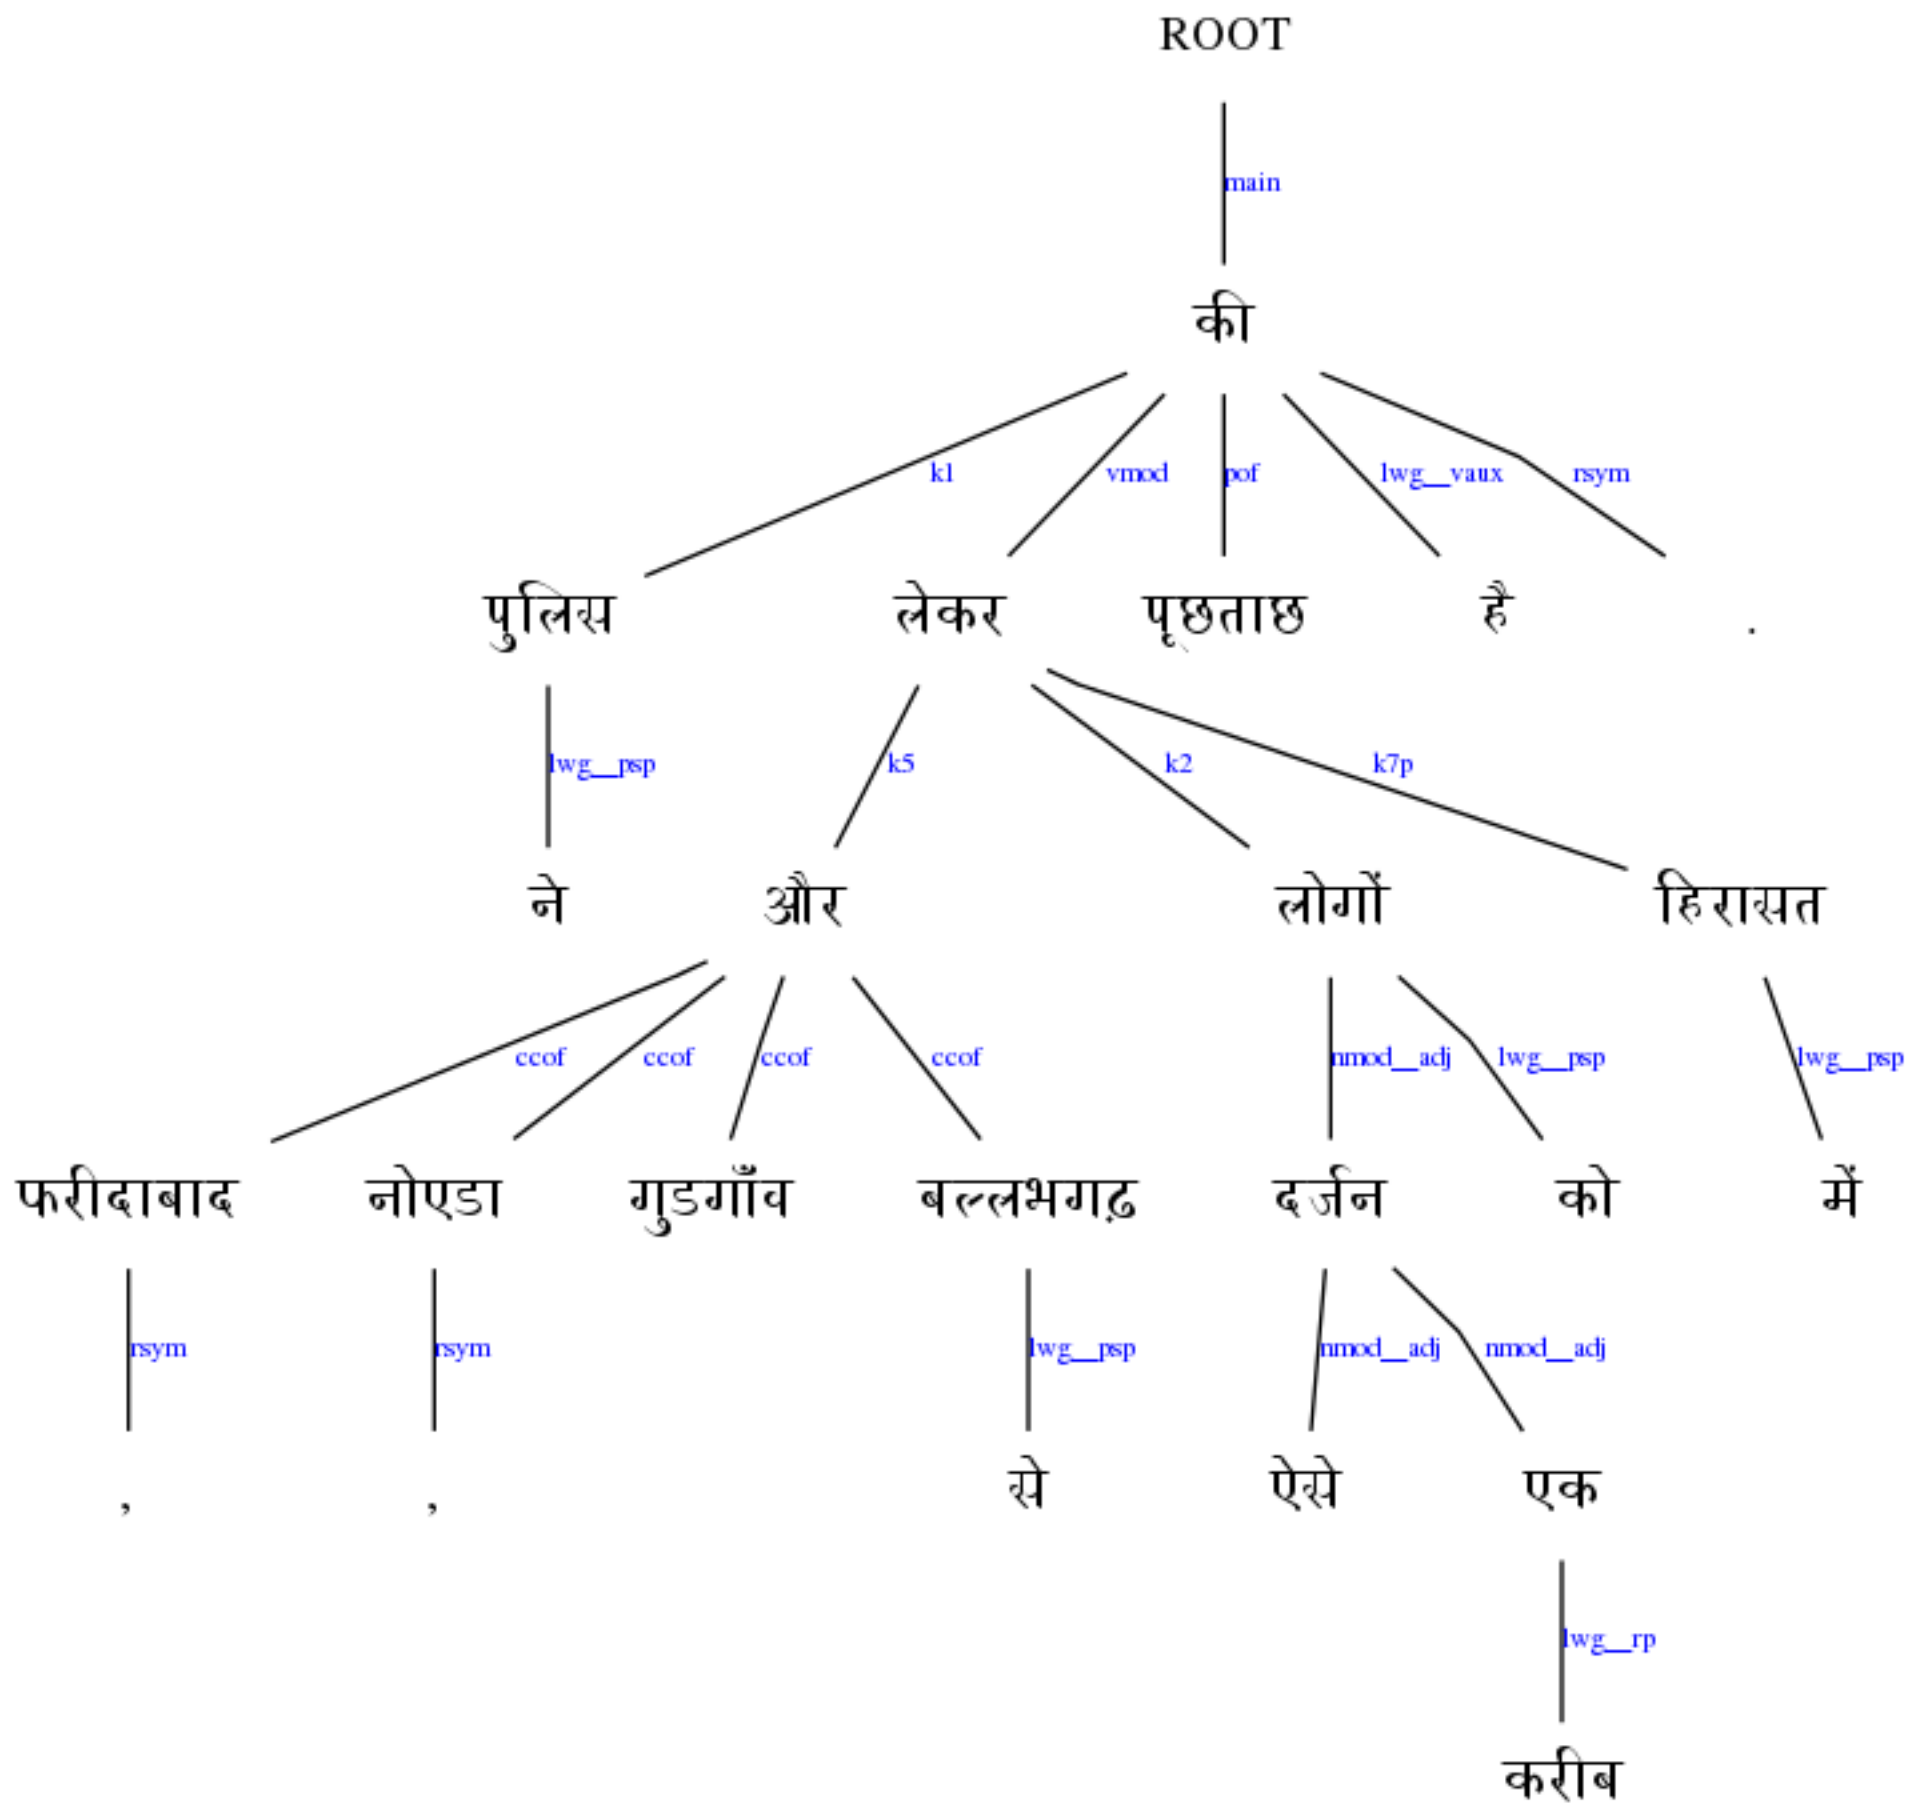 ROOT
main
की
k1 vmod pof lwg__vaux rsym
पुलिस लेकर पूछताछ है .
lwg__psp k5 k2 k7p
ने और लोगों हिरासत
ccof ccof ccof ccof nmod__adj lwg__psp lwg__psp
फरीदाबाद नोएडा गुडगाँव बल्लभगढ़ दर्जन को में
rsym rsym lwg__psp nmod__adj nmod__adj
, , से ऐसे एक
lwg__rp
करीब